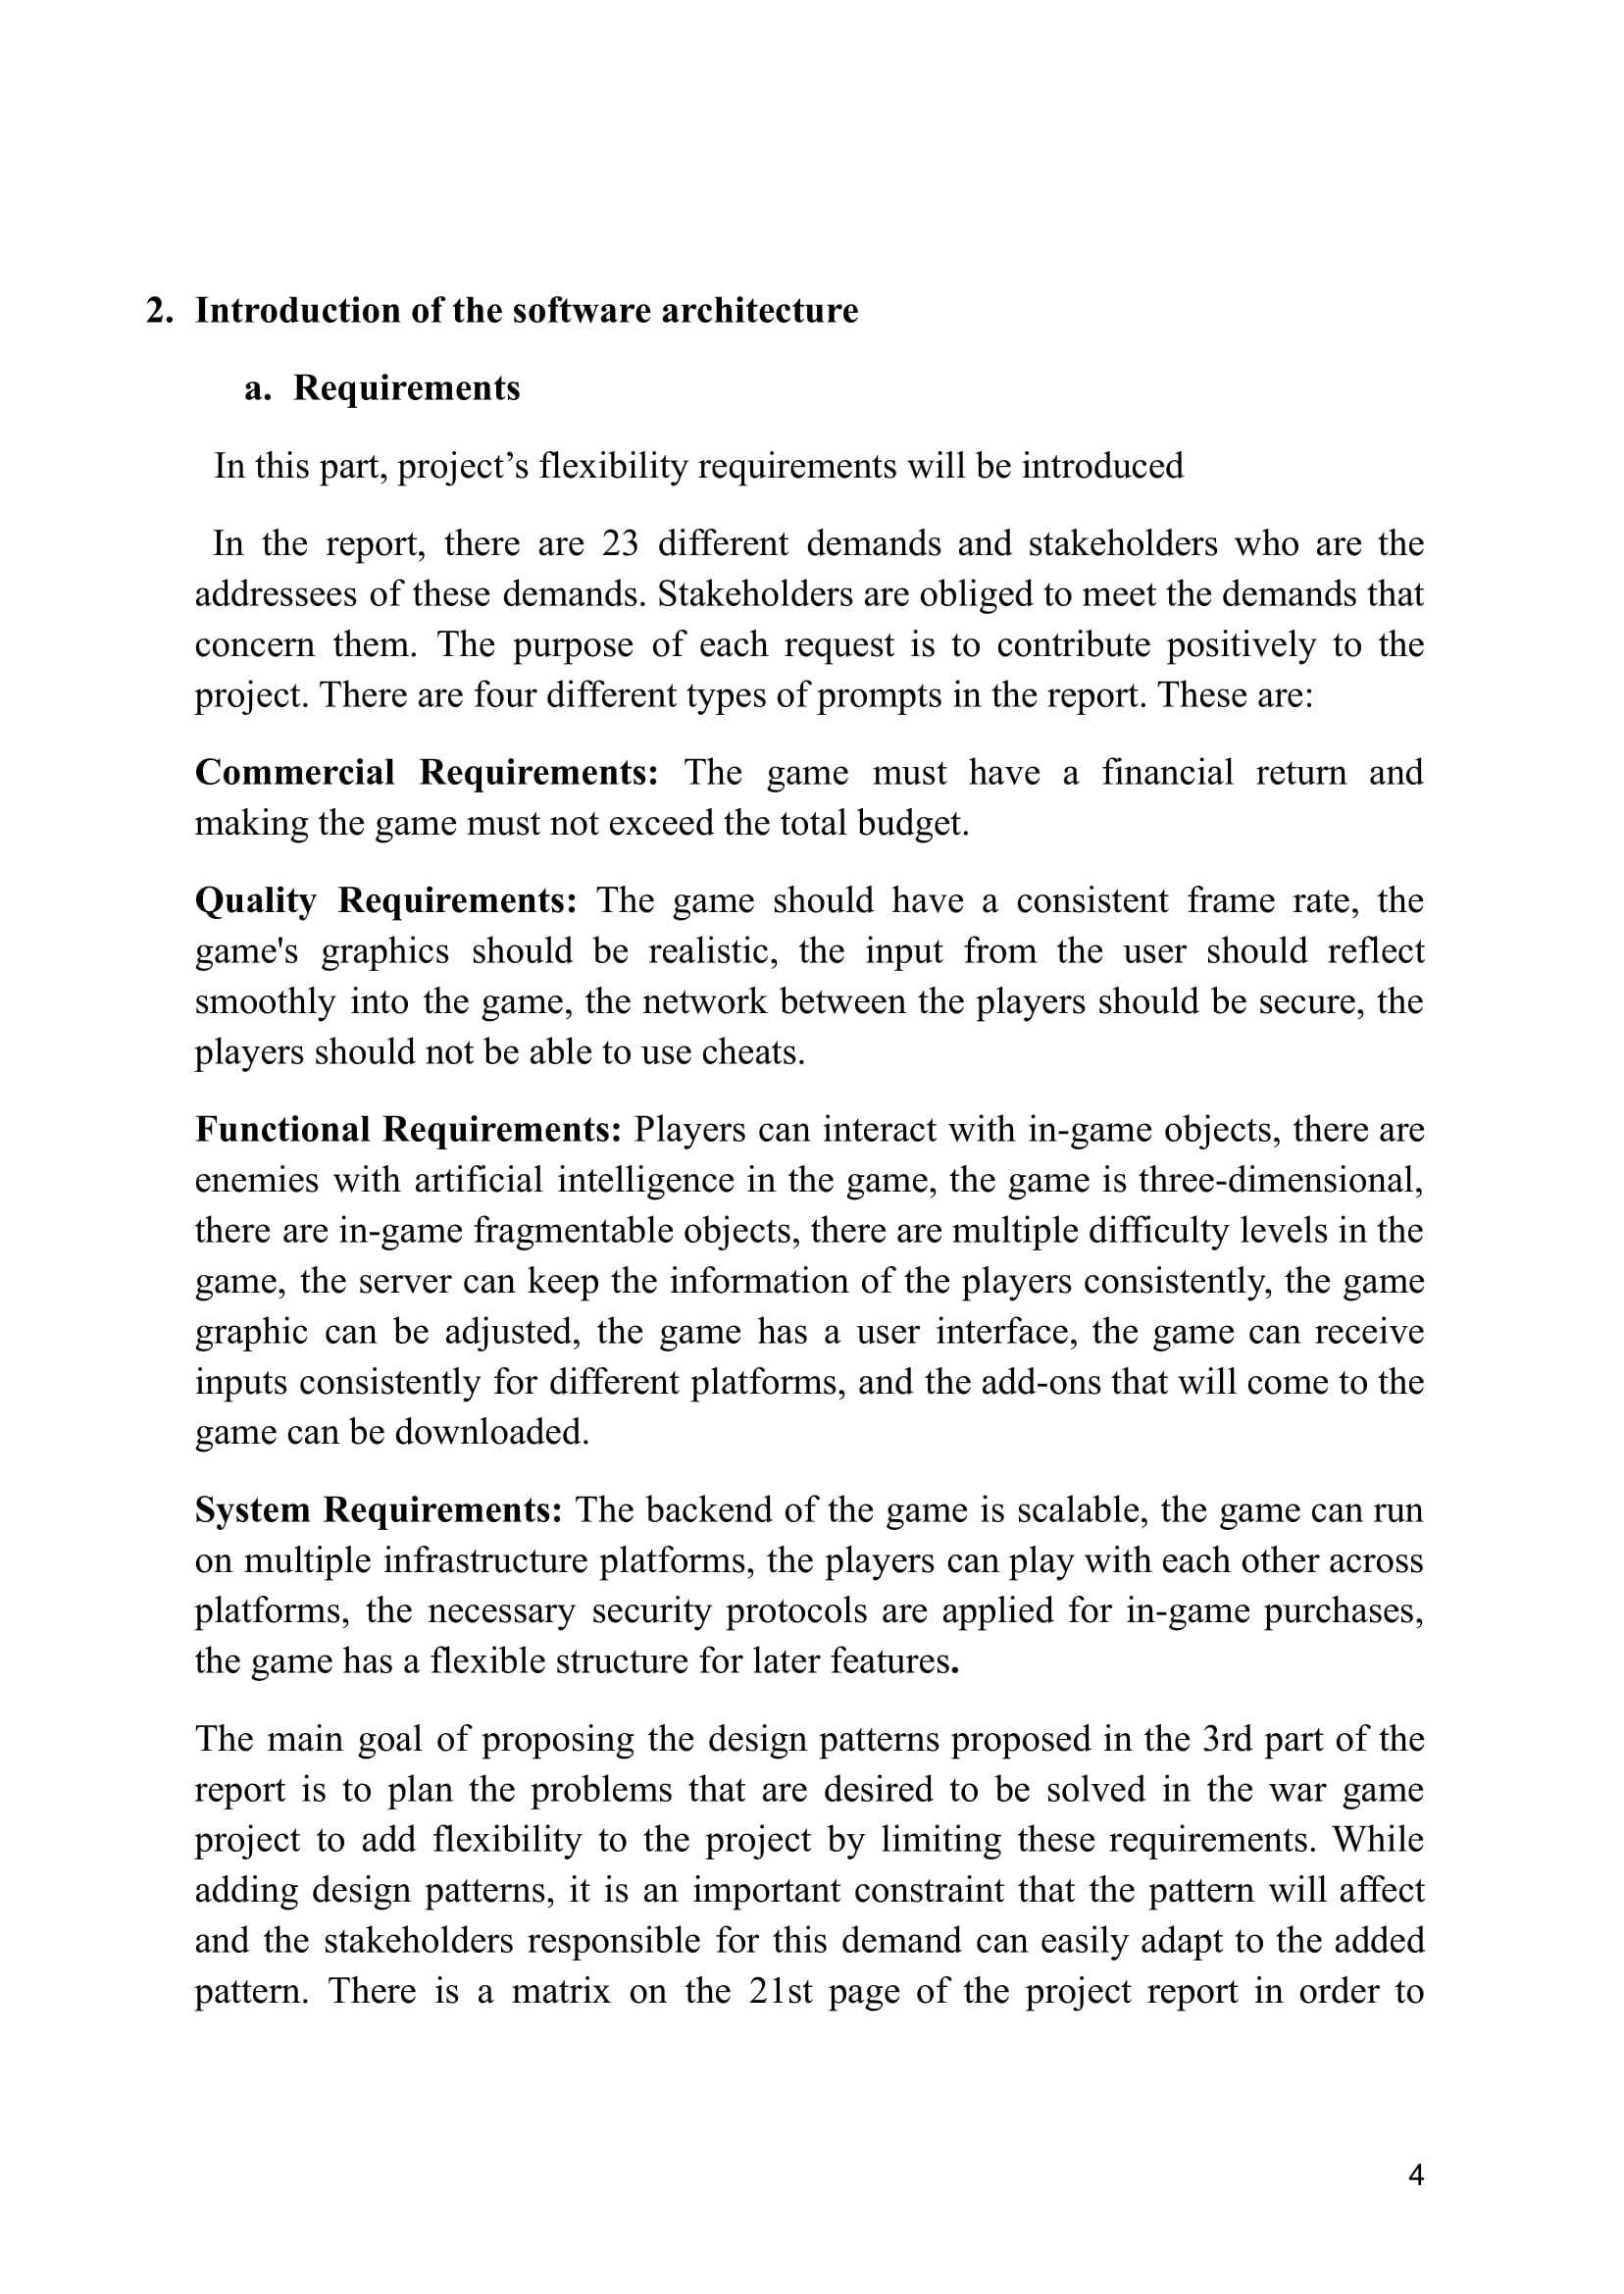 2. Introduction of the software architecture
a. Requirements
In this part, project’s flexibility requirements will be introduced
In the report, there are 23 different demands and stakeholders who are the
addressees of these demands. Stakeholders are obliged to meet the demands that
concern them. The purpose of each request is to contribute positively to the
project. There are four different types of prompts in the report. These are:
Commercial Requirements: The game must have a financial return and
making the game must not exceed the total budget.
Quality Requirements: The game should have a consistent frame rate, the
game's graphics should be realistic, the input from the user should reflect
smoothly into the game, the network between the players should be secure, the
players should not be able to use cheats.
Functional Requirements: Players can interact with in-game objects, there are
enemies with artificial intelligence in the game, the game is three-dimensional,
there are in-game fragmentable objects, there are multiple difficulty levels in the
game, the server can keep the information of the players consistently, the game
graphic can be adjusted, the game has a user interface, the game can receive
inputs consistently for different platforms, and the add-ons that will come to the
game can be downloaded.
System Requirements: The backend of the game is scalable, the game can run
on multiple infrastructure platforms, the players can play with each other across
platforms, the necessary security protocols are applied for in-game purchases,
the game has a flexible structure for later features.
The main goal of proposing the design patterns proposed in the 3rd part of the
report is to plan the problems that are desired to be solved in the war game
project to add flexibility to the project by limiting these requirements. While
adding design patterns, it is an important constraint that the pattern will affect
and the stakeholders responsible for this demand can easily adapt to the added
pattern. There is a matrix on the 21st page of the project report in order to
4